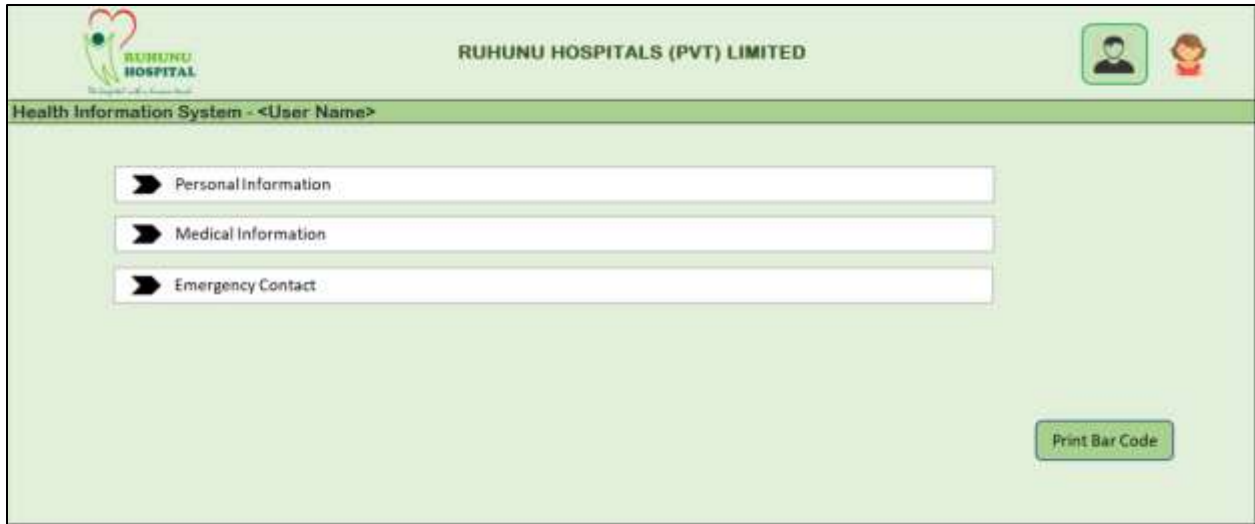 RUHUNU
HOSPITAL
RUHUNU HOSPITALS (PVT) LIMITED
Health Information System - <User Name>
Personal Information
Medical Information
Emergency Contact
Print Bar Code